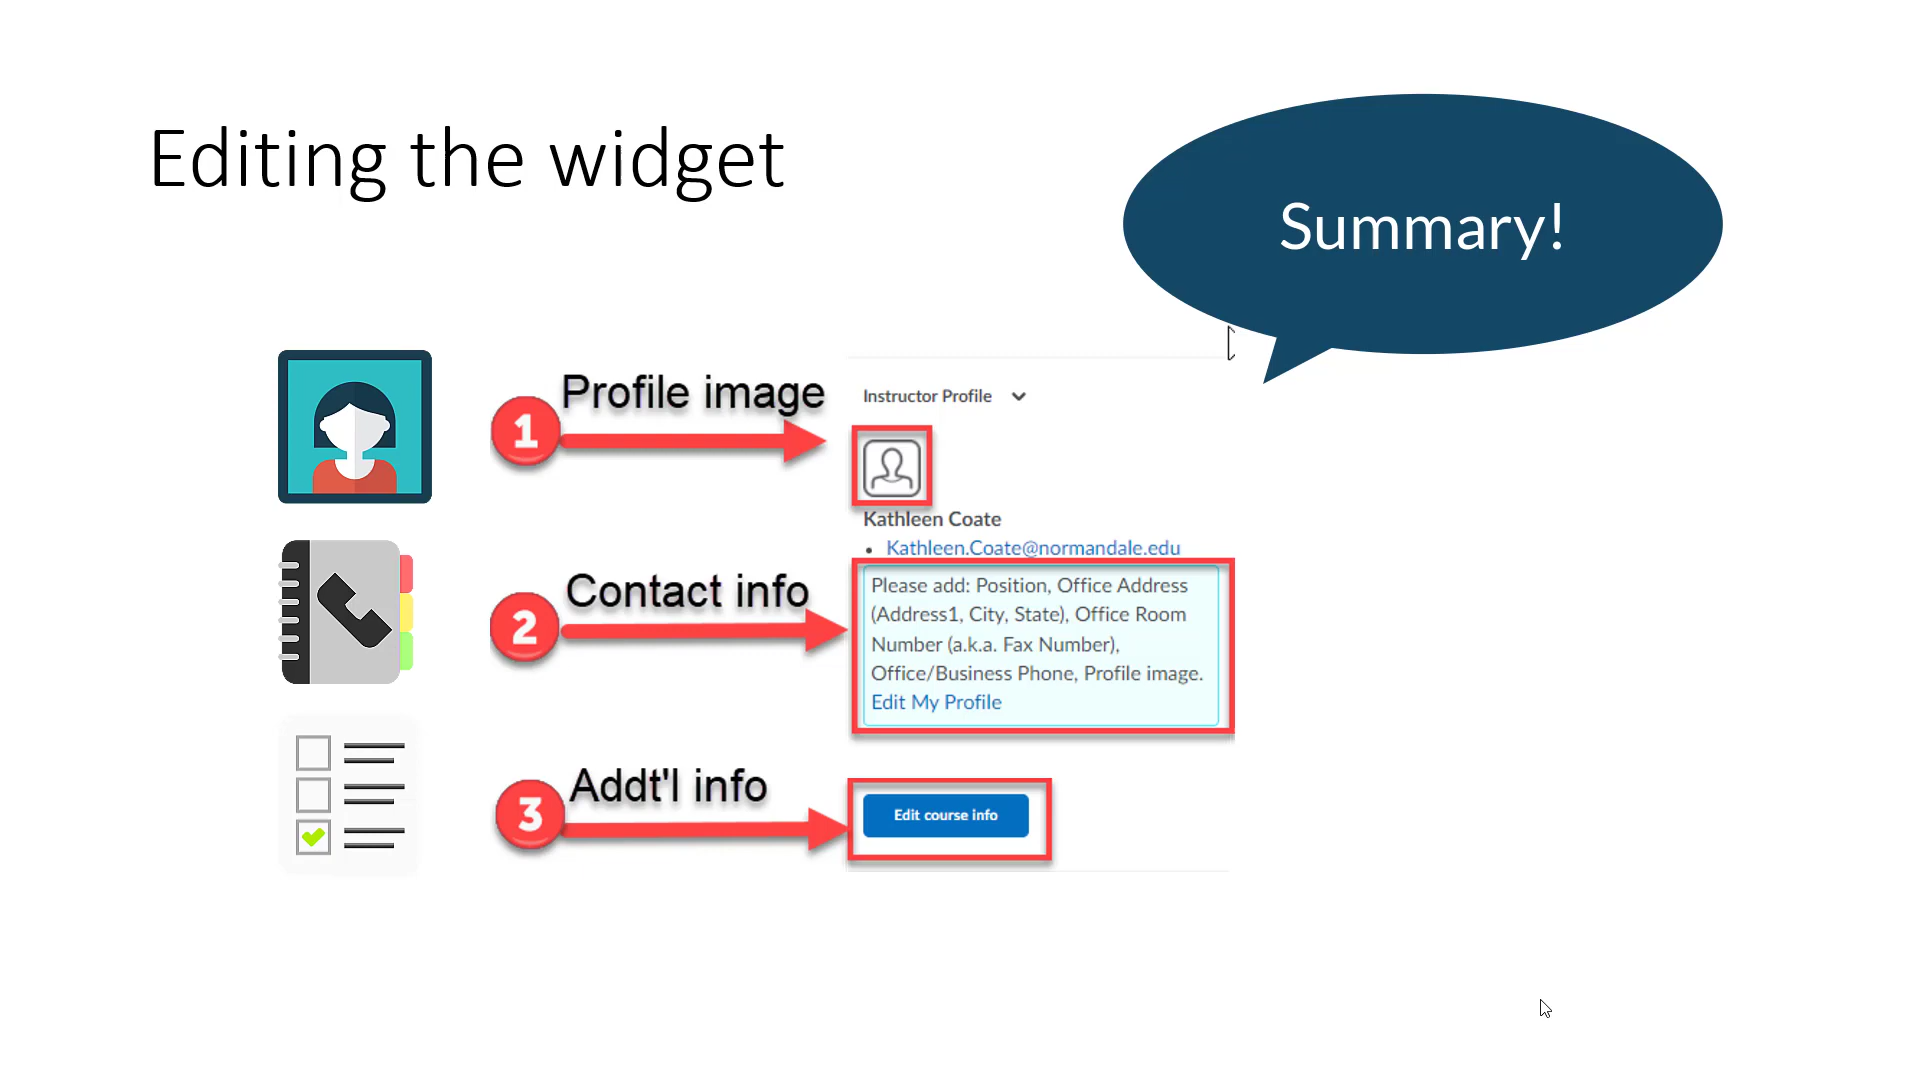 Editing the widget
Summary!
1 Profile image
Instructor Profile
Kathleen Coate
Kathleen.Coate@normandale.edu
2 Contact info
Please add: Position, Office Address
(Address1, City, State), Office Room
Number (a.k.a. Fax Number),
Office/Business Phone, Profile image.
Edit My Profile
3 Addt'l info
Edit course info